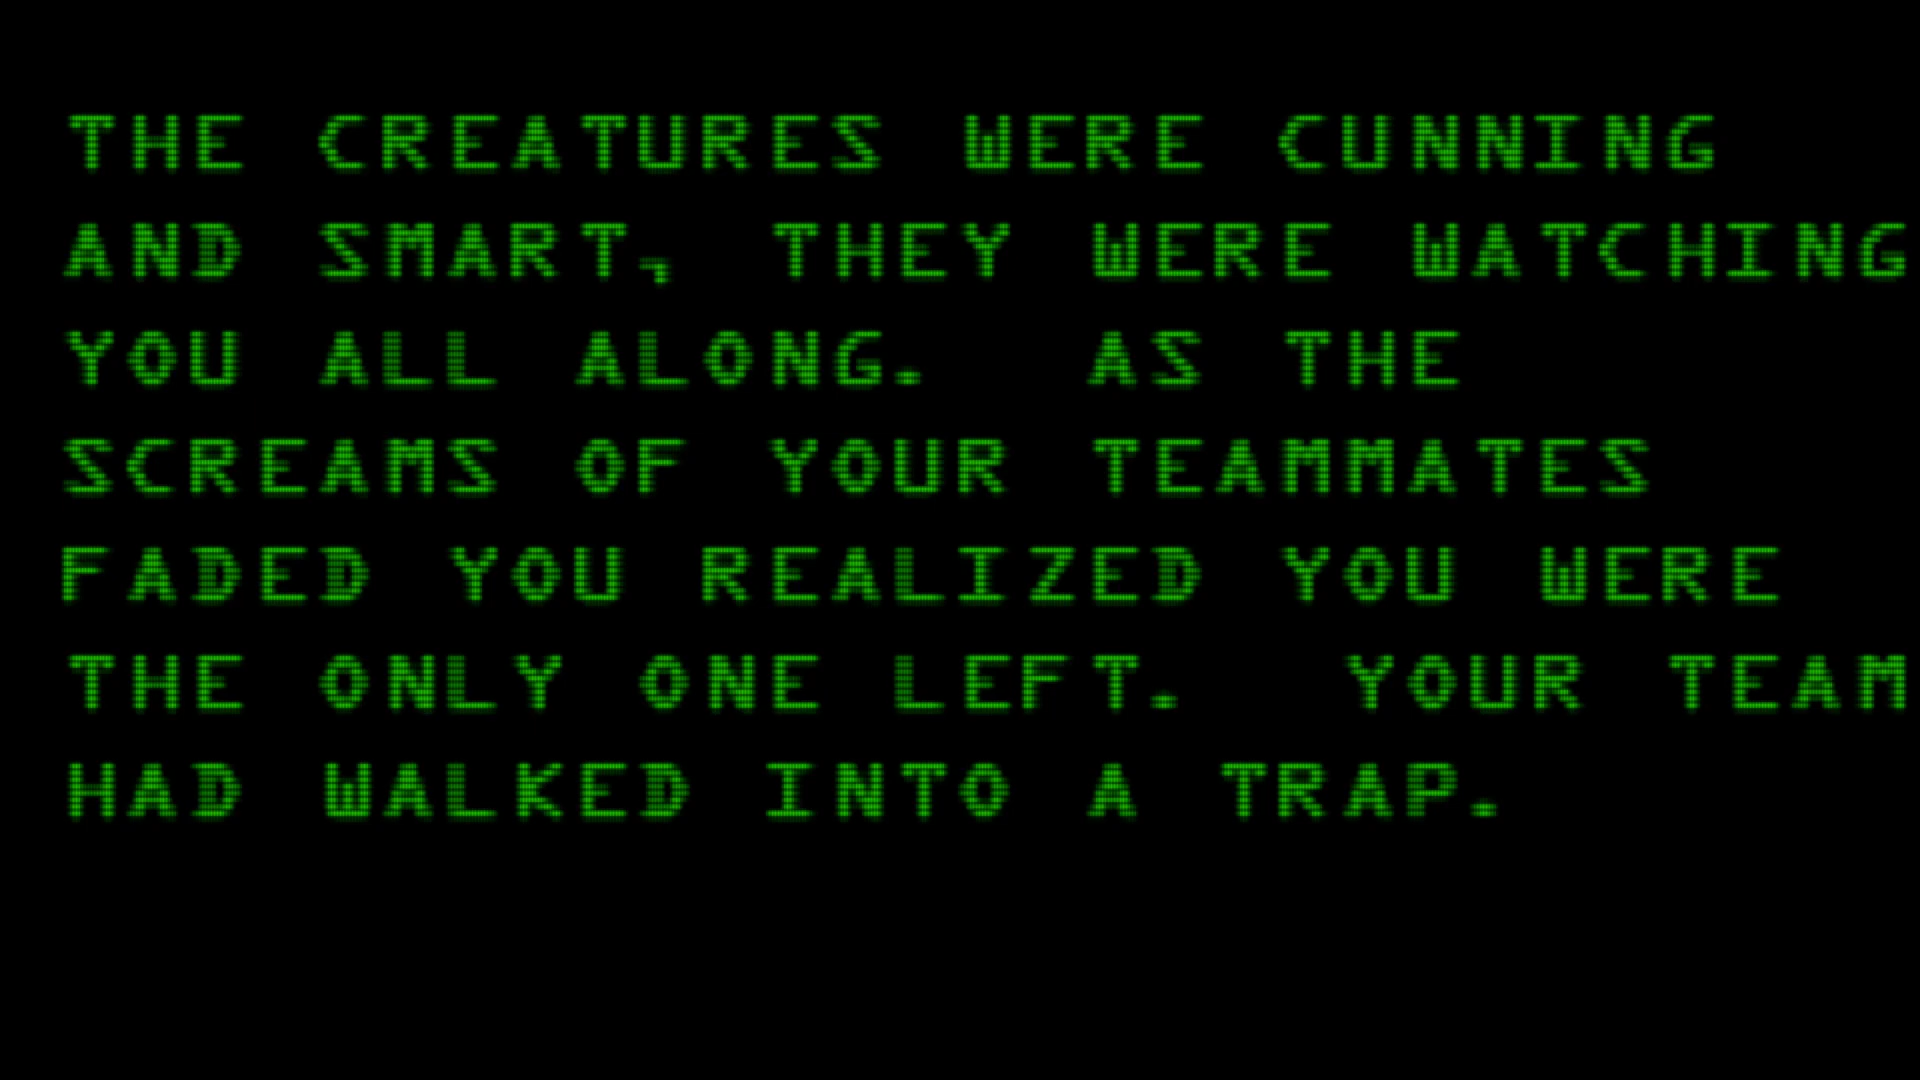 THE CREATURES WERE CUNNING
AND SMART, THEY WERE WATCHING
YOU ALL ALONG.  AS THE
SCREAMS OF YOUR TEAMMATES
FADED YOU REALIZED YOU WERE
THE ONLY ONE LEFT.  YOUR TEAM
HAD WALKED INTO A TRAP.